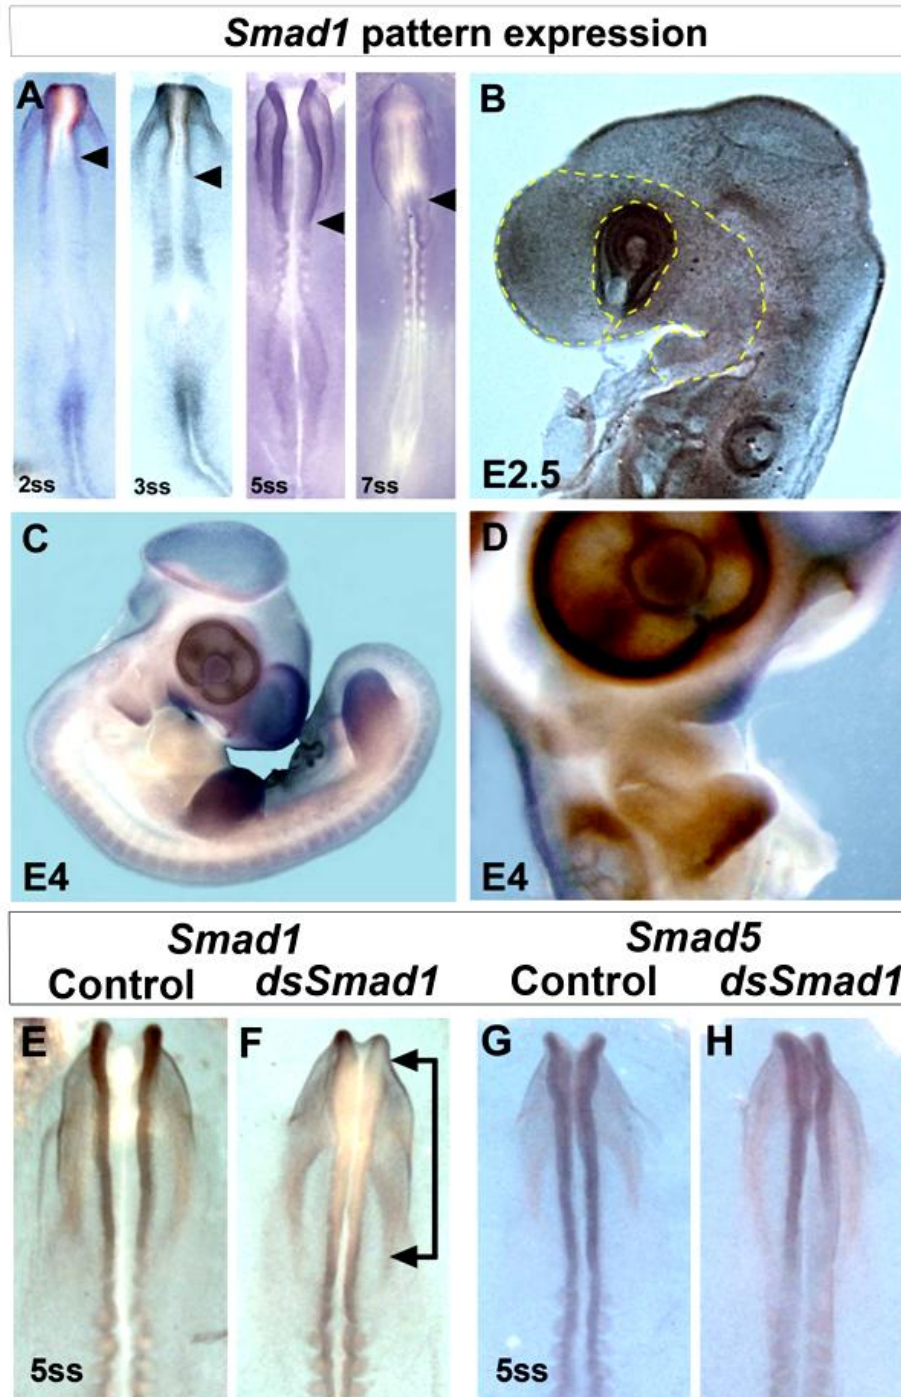 Smad1 pattern expression
A
B
2ss
3ss
5ss
7ss
E2.5
C
D
E4
E4
Smad1
Smad5
Control
dsSmad1
Control
dsSmad1
E
F
G
H
5ss
5ss